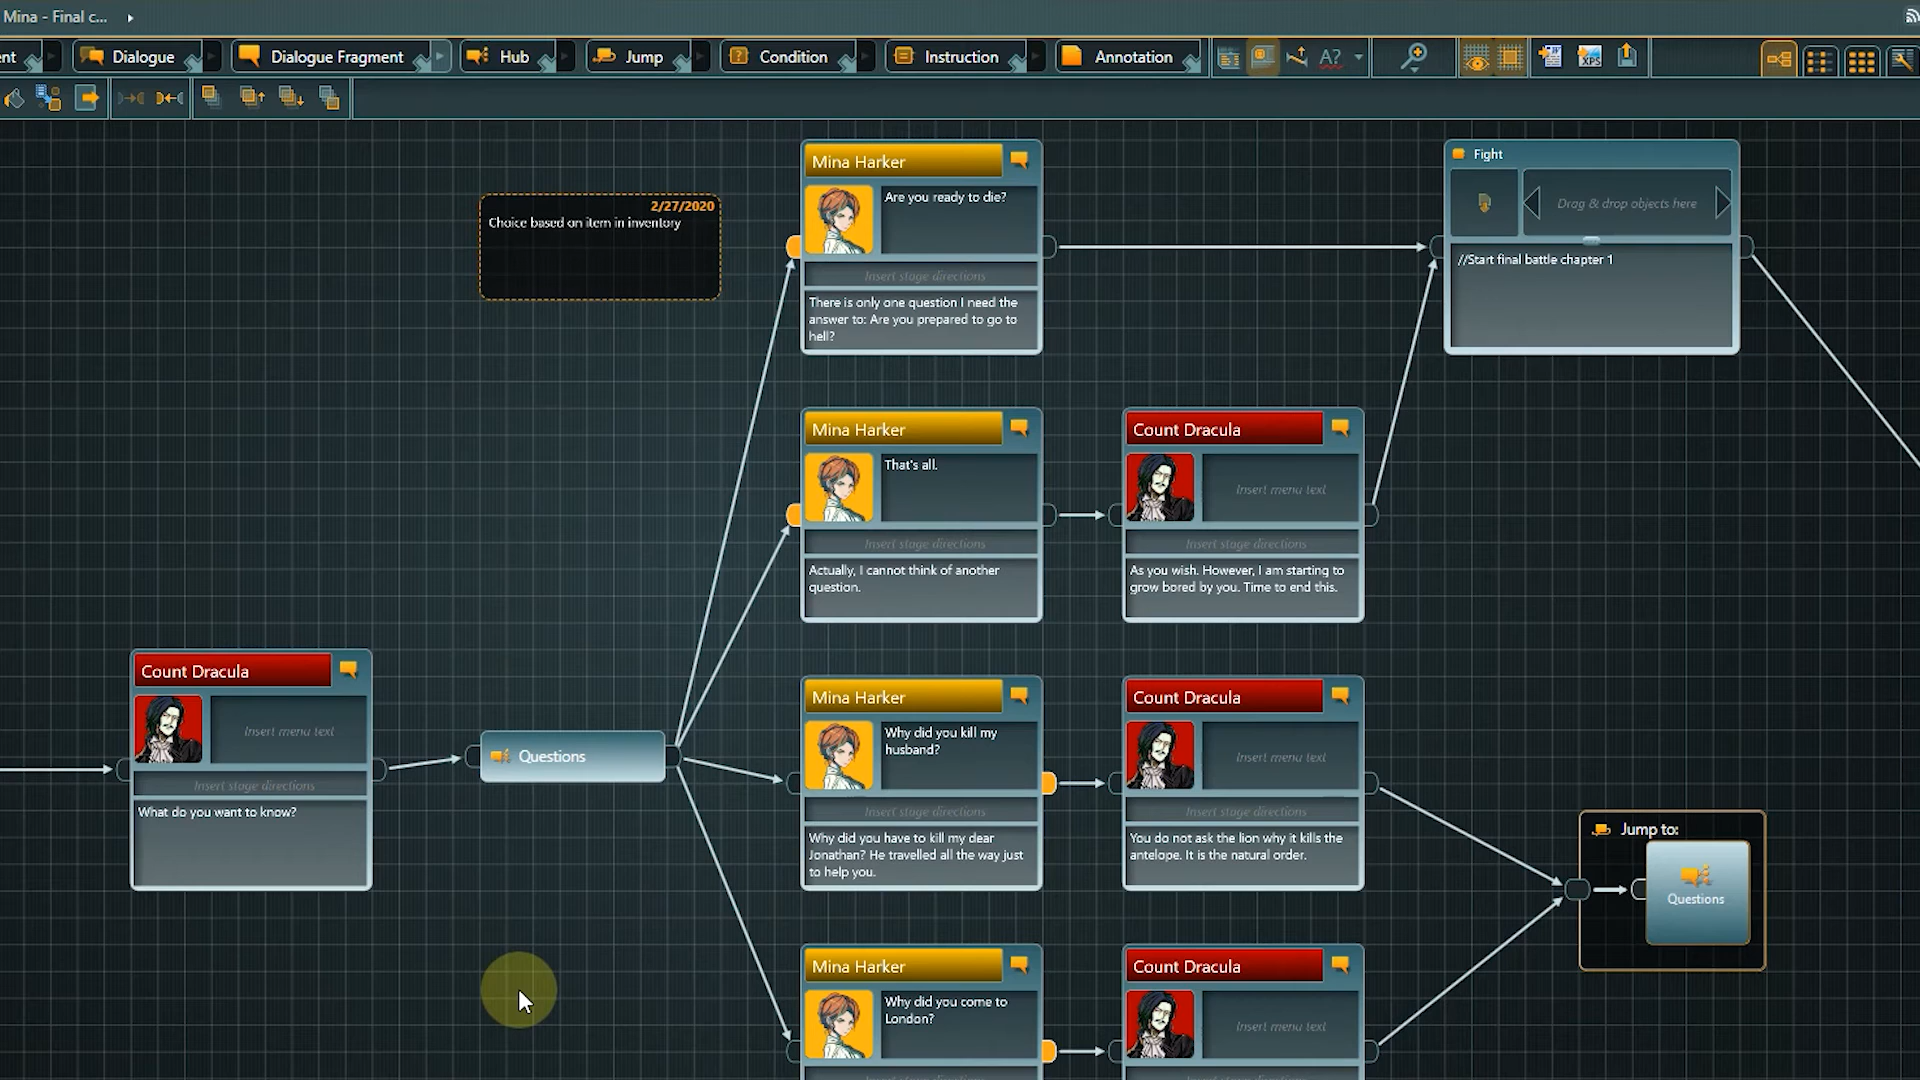 Mina - Final c...
nt
Dialogue
Dialogue Fragment
Hub
Jump
Condition
Instruction
Annotation
A?
XPS
2/27/2020
Choice based on item in inventory
Mina Harker
Are you ready to die?
Insert stage directions
There is only one question I need the
answer to: Are you prepared to go to
hell?
Fight
Drag & drop objects here
//Start final battle chapter 1
Mina Harker
That's all.
Insert stage directions
Actually, I cannot think of another
question.
Count Dracula
Insert menu text
Insert stage directions
As you wish. However, I am starting to
grow bored by you. Time to end this.
Count Dracula
Insert menu text
Insert stage directions
What do you want to know?
Questions
Mina Harker
Why did you kill my
husband?
Insert stage directions
Why did you have to kill my dear
Jonathan? He travelled all the way just
to help you.
Count Dracula
Insert menu text
Insert stage directions
You do not ask the lion why it kills the
antelope. It is the natural order.
Jump to:
Questions
Mina Harker
Why did you come to
London?
Insert stage directions
Count Dracula
Insert menu text
Insert stage directions